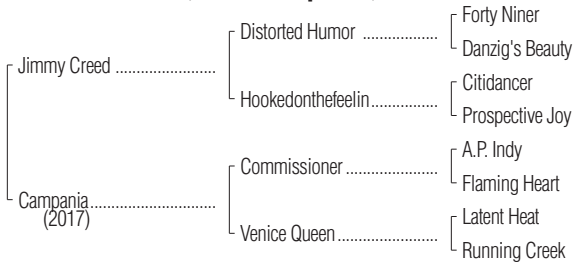 Forty Niner
Distorted Humor ..................
Danzig's Beauty
Jimmy Creed ........................
Citidancer
Hookedonthefeelin................
Prospective Joy
A.P. Indy
Commissioner ......................
Flaming Heart
Campania..............................
(2017)
Latent Heat
Venice Queen........................
Running Creek